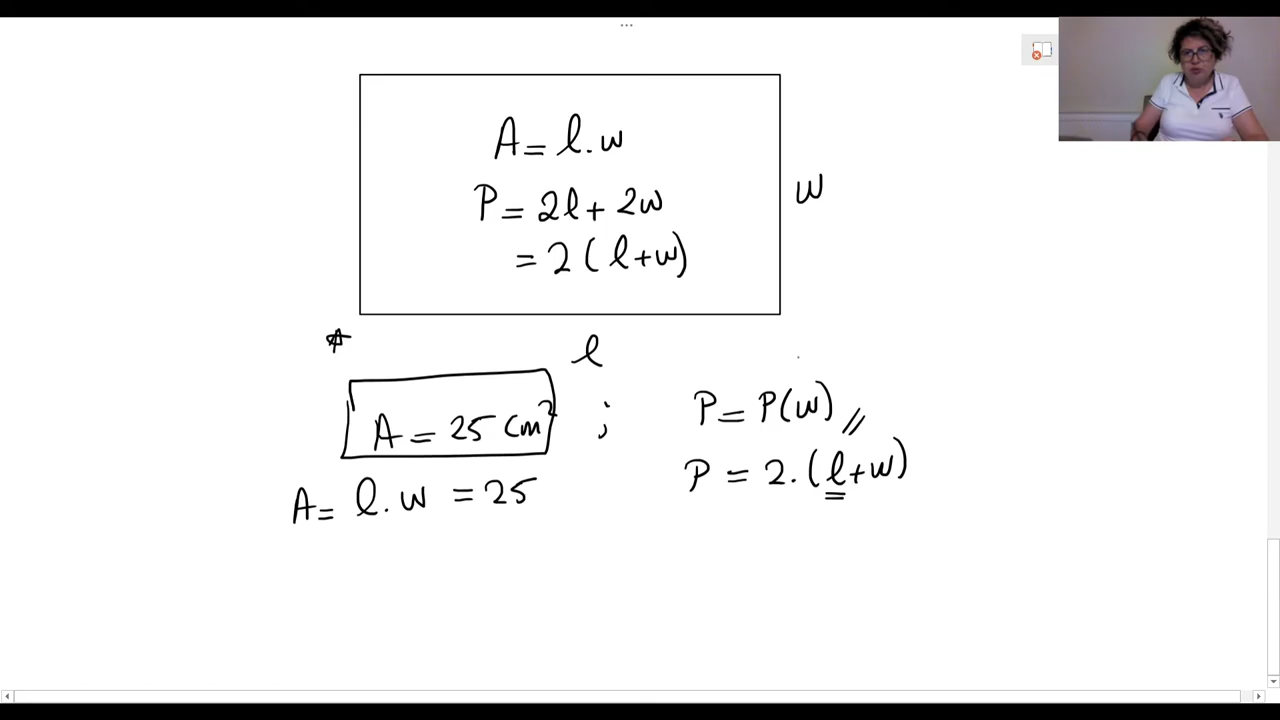 A = l.w
P = 2l + 2w
= 2 ( l+w)
w
l
A = 25 cm² ;
P = P(w)
A = l.w = 25
P = 2.(l+w)